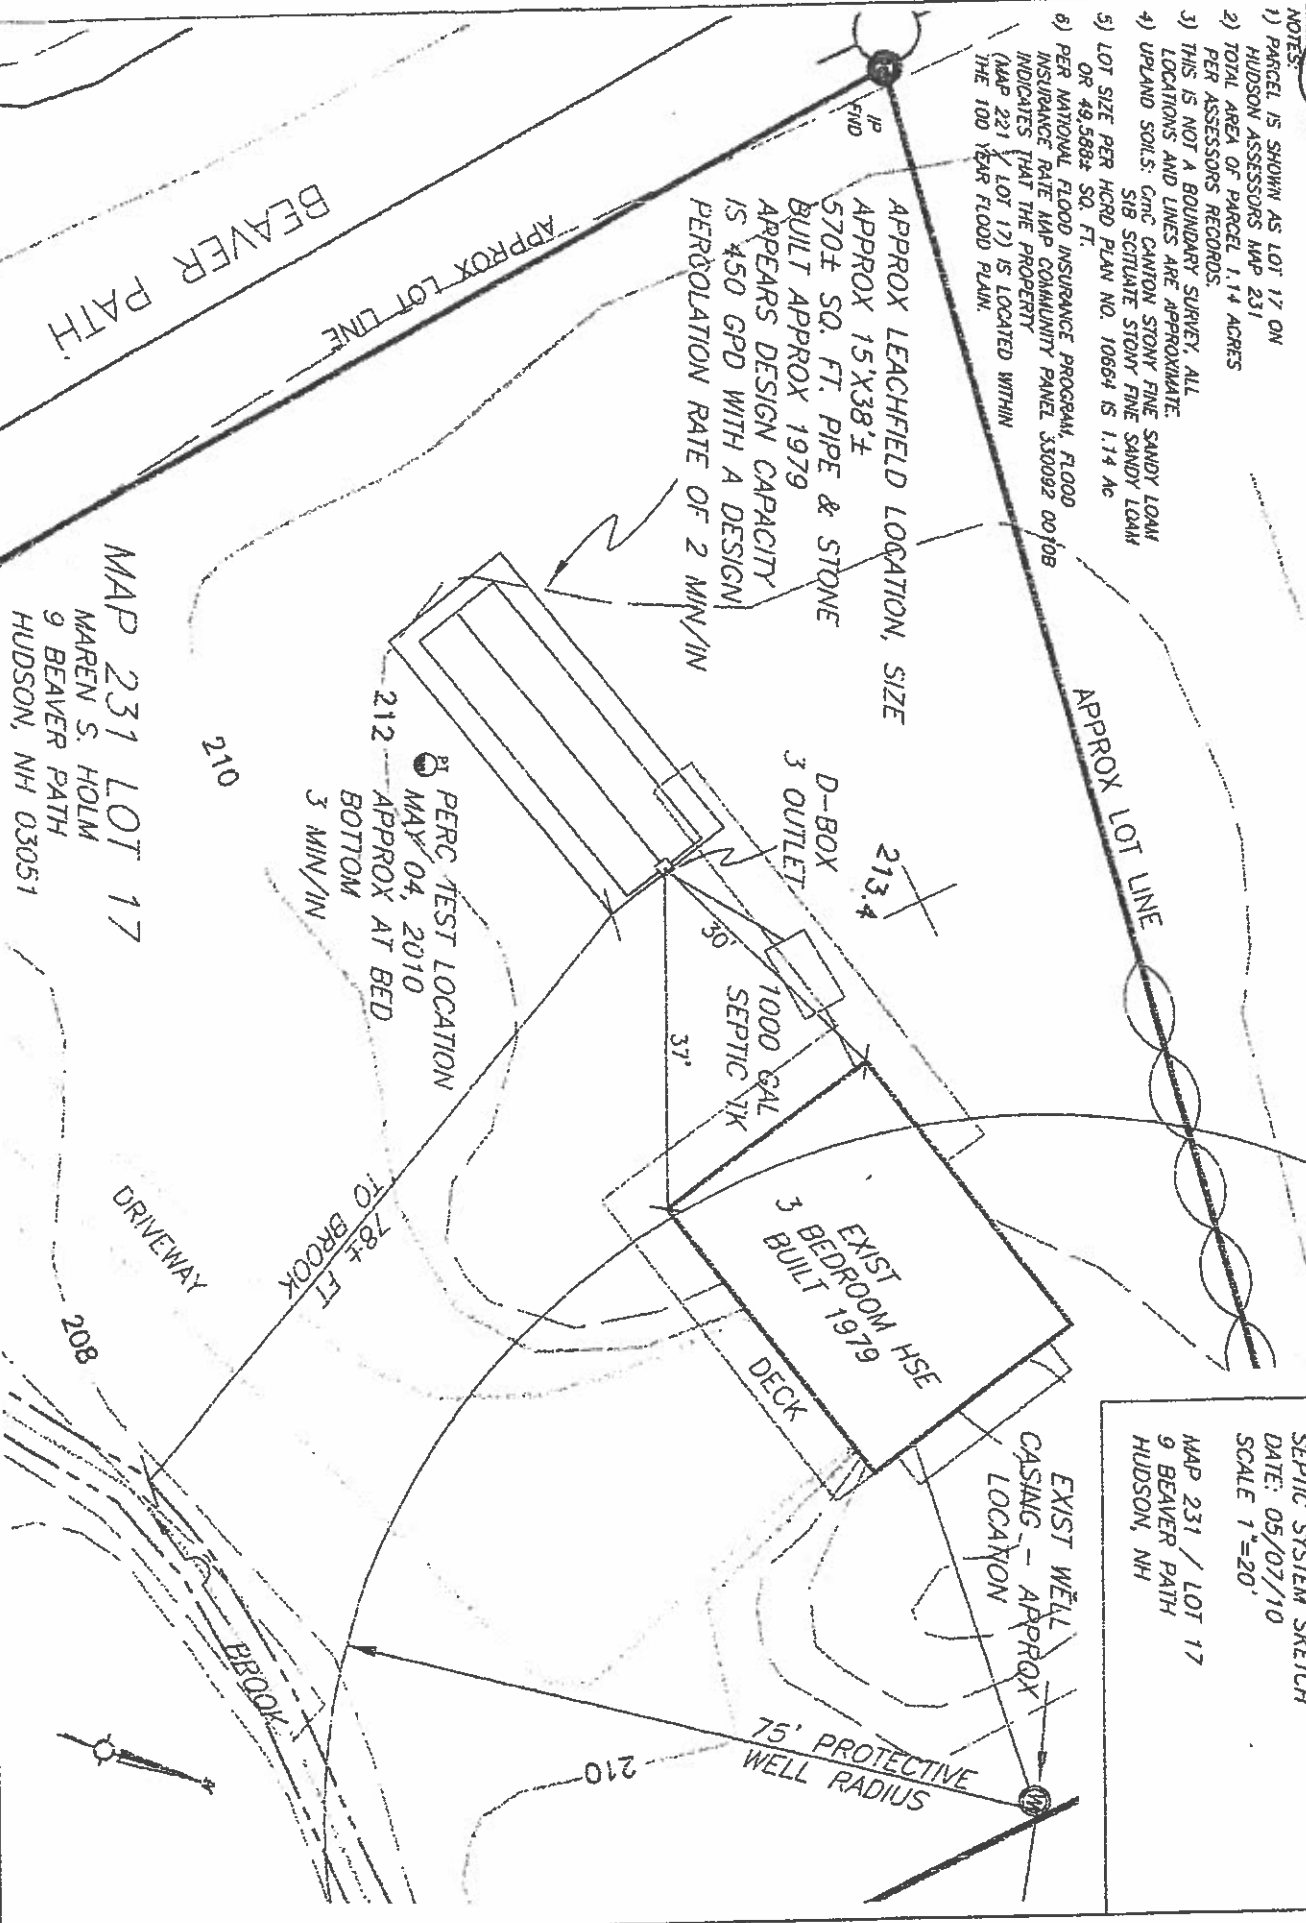 NOTES:
1) PARCEL IS SHOWN AS LOT 17 ON
HUDSON ASSESSORS MAP 231
2) TOTAL AREA OF PARCEL 1.14 ACRES
PER ASSESSORS RECORDS.
3) THIS IS NOT A BOUNDARY SURVEY, ALL
LOCATIONS AND LINES ARE APPROXIMATE.
4) UPLAND SOILS: CmC CANTON STONY FINE SANDY LOAM
StB SCITUATE STONY FINE SANDY LOAM
5) LOT SIZE PER HCRD PLAN NO. 10664 IS 1.14 Ac
OR 49,588± SQ. FT.
6) PER NATIONAL FLOOD INSURANCE PROGRAM, FLOOD
INSURANCE RATE MAP COMMUNITY PANEL 330092 0010B
INDICATES THAT THE PROPERTY
(MAP 221 / LOT 17) IS LOCATED WITHIN
THE 100 YEAR FLOOD PLAIN.
SEPTIC SYSTEM SKETCH
DATE: 05/07/10
SCALE 1"=20'
MAP 231 / LOT 17
9 BEAVER PATH
HUDSON, NH
IP
FND
APPROX LOT LINE
APPROX LEACHFIELD LOCATION, SIZE
APPROX 15'X38'±
570± SQ. FT. PIPE & STONE
BUILT APPROX 1979
APPEARS DESIGN CAPACITY
IS 450 GPD WITH A DESIGN
PERCOLATION RATE OF 2 MIN/IN
213.4
D-BOX
3 OUTLET
30'
1000 GAL
SEPTIC TK
37'
EXIST
3 BEDROOM HSE
BUILT 1979
DECK
EXIST WELL
CASING - APPROX
LOCATION
75' PROTECTIVE
WELL RADIUS
210
BEAVER PATH
APPROX LOT LINE
212
PT
PERC TEST LOCATION
MAY 04, 2010
APPROX AT BED
BOTTOM
3 MIN/IN
210
78± FT
TO BROOK
DRIVEWAY
208
BROOK
MAP 231 LOT 17
MAREN S. HOLM
9 BEAVER PATH
HUDSON, NH 03051